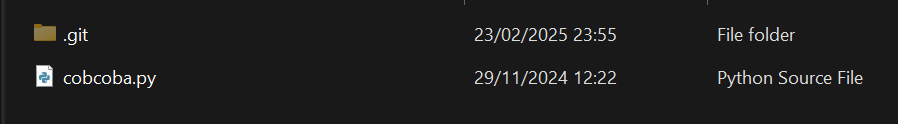 .git 23/02/2025 23:55 File folder
cobcoba.py 29/11/2024 12:22 Python Source File